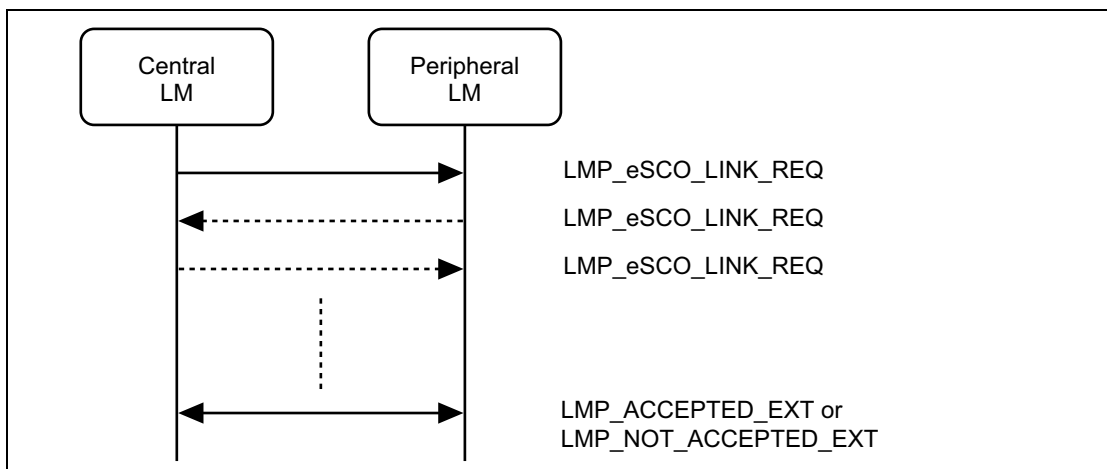 Central
LM
Peripheral
LM
LMP_eSCO_LINK_REQ
LMP_eSCO_LINK_REQ
LMP_eSCO_LINK_REQ
LMP_ACCEPTED_EXT or
LMP_NOT_ACCEPTED_EXT